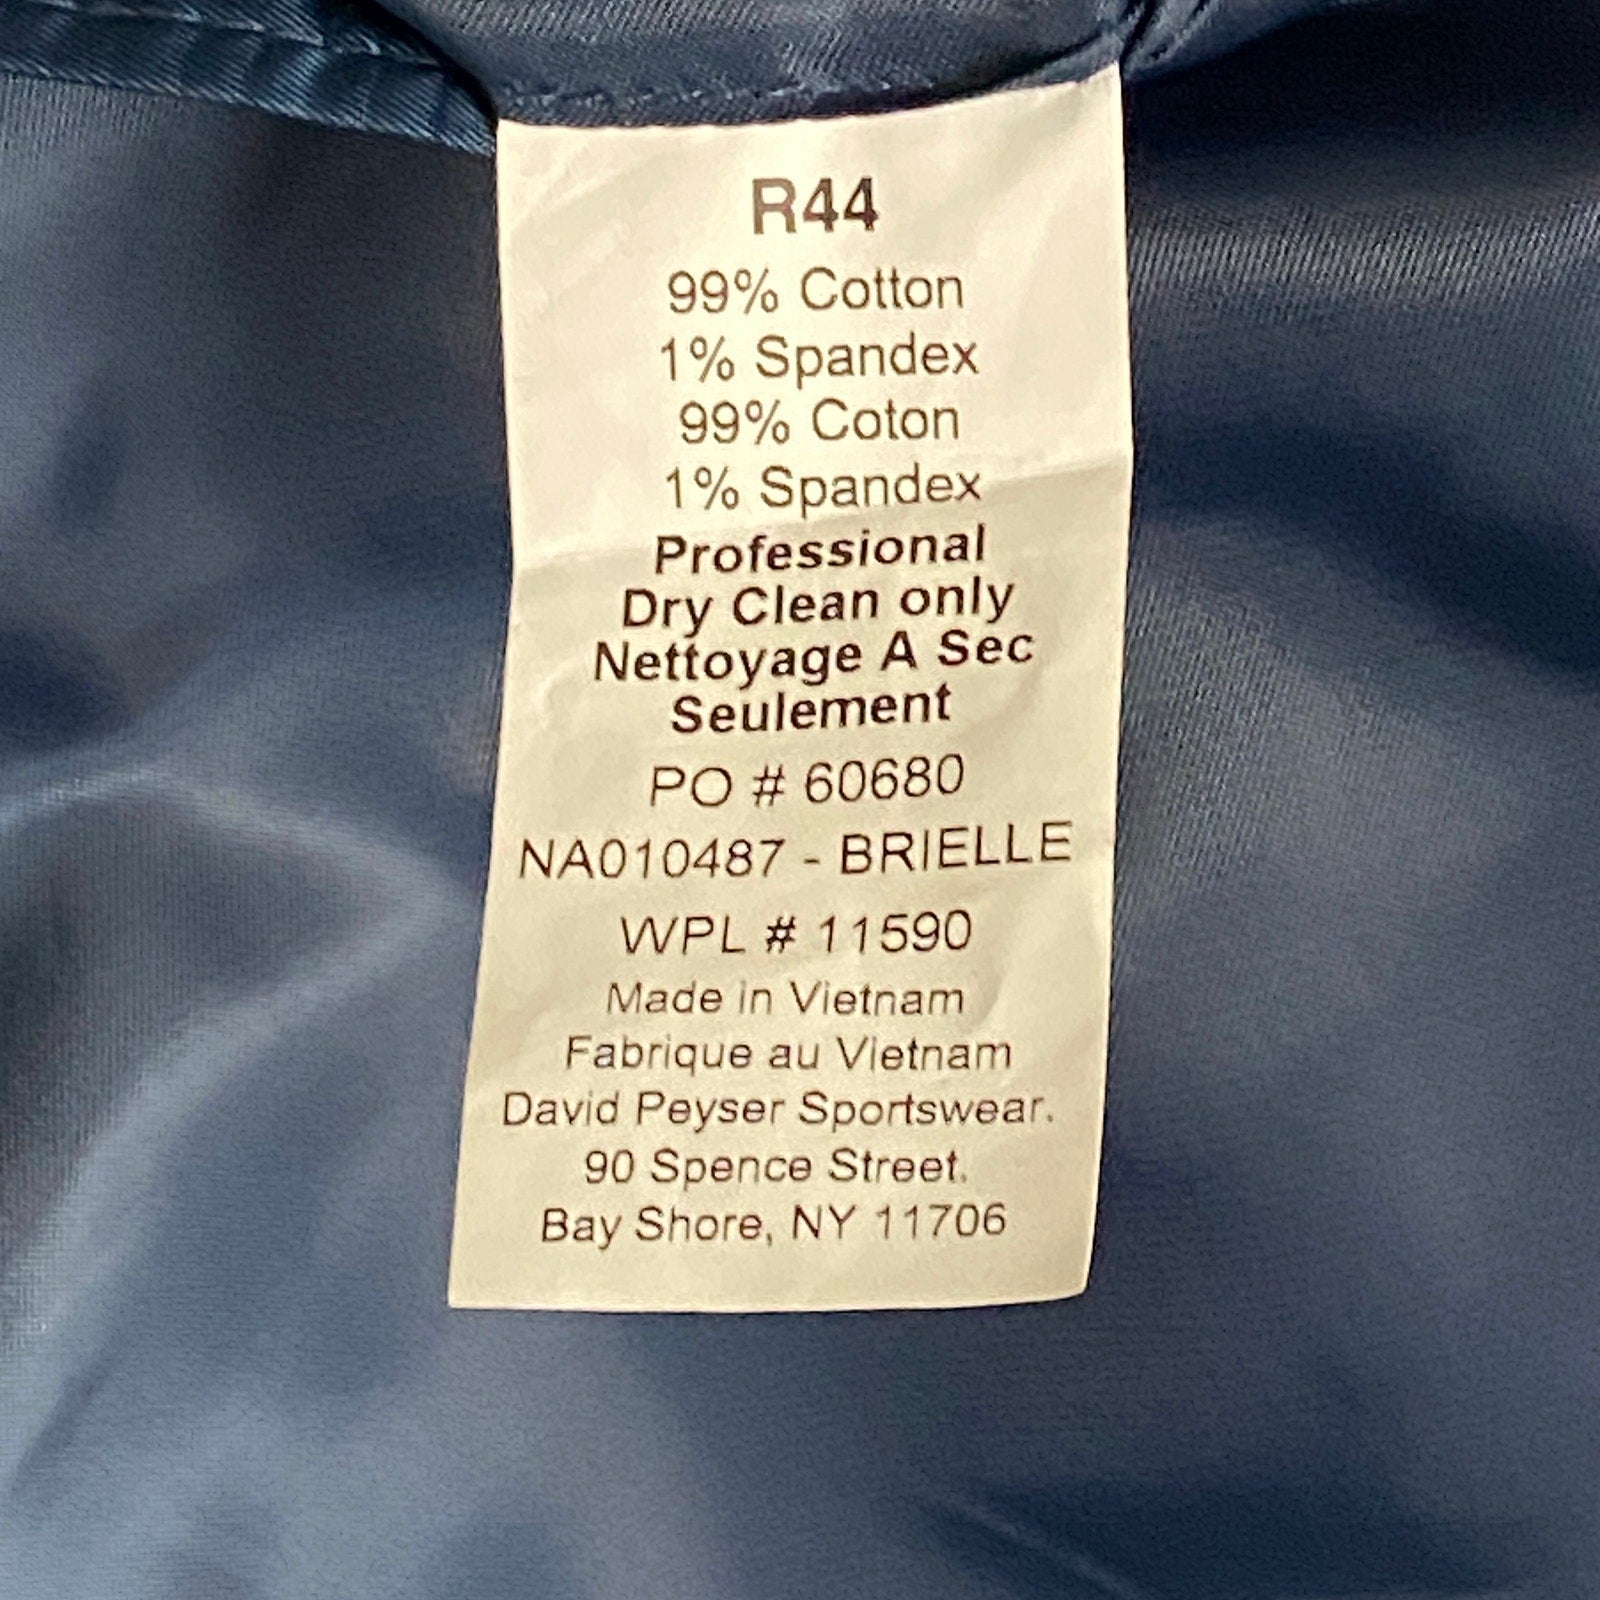 R44
99% Cotton
1% Spandex
99% Coton
1% Spandex
Professional
Dry Clean only
Nettoyage A Sec
Seulement
PO # 60680
NA010487 - BRIELLE
WPL # 11590
Made in Vietnam
Fabrique au Vietnam
David Peyser Sportswear.
90 Spence Street.
Bay Shore, NY 11706